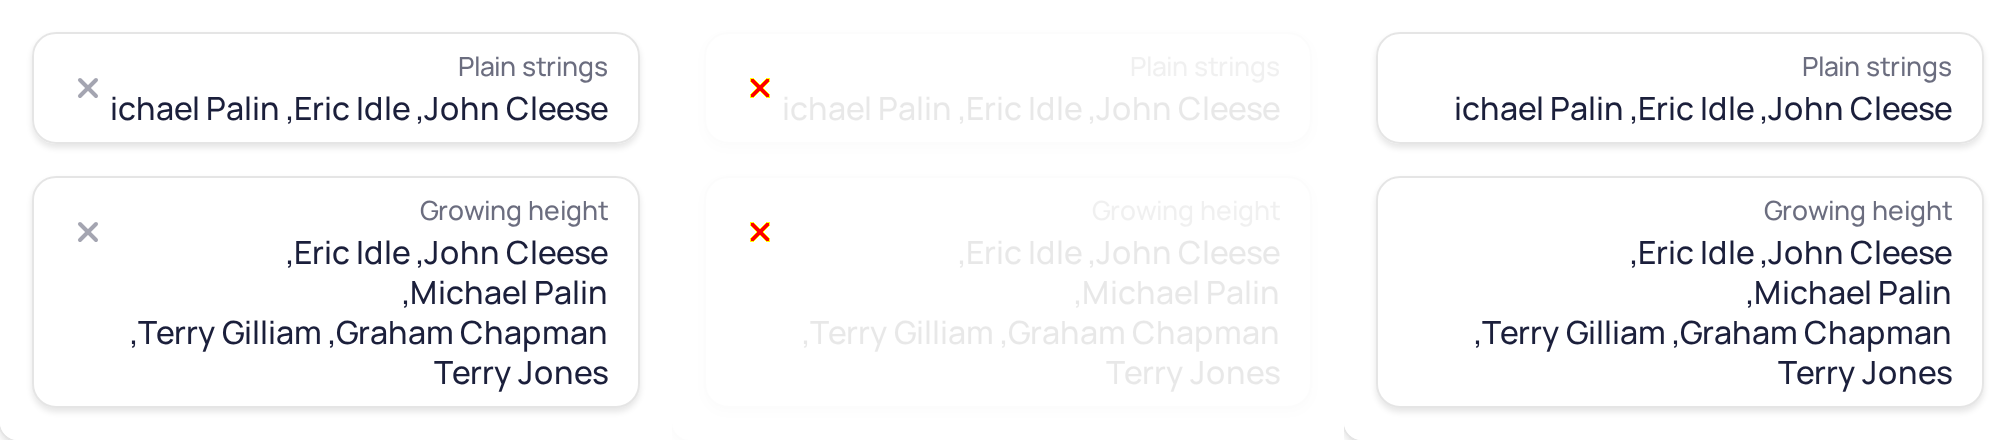 Plain strings
ichael Palin ,Eric Idle ,John Cleese
Growing height
,Eric Idle ,John Cleese
,Michael Palin
,Terry Gilliam ,Graham Chapman
Terry Jones
Plain strings
ichael Palin ,Eric Idle ,John Cleese
Growing height
,Eric Idle ,John Cleese
,Michael Palin
,Terry Gilliam ,Graham Chapman
Terry Jones
Plain strings
ichael Palin ,Eric Idle ,John Cleese
Growing height
,Eric Idle ,John Cleese
,Michael Palin
,Terry Gilliam ,Graham Chapman
Terry Jones